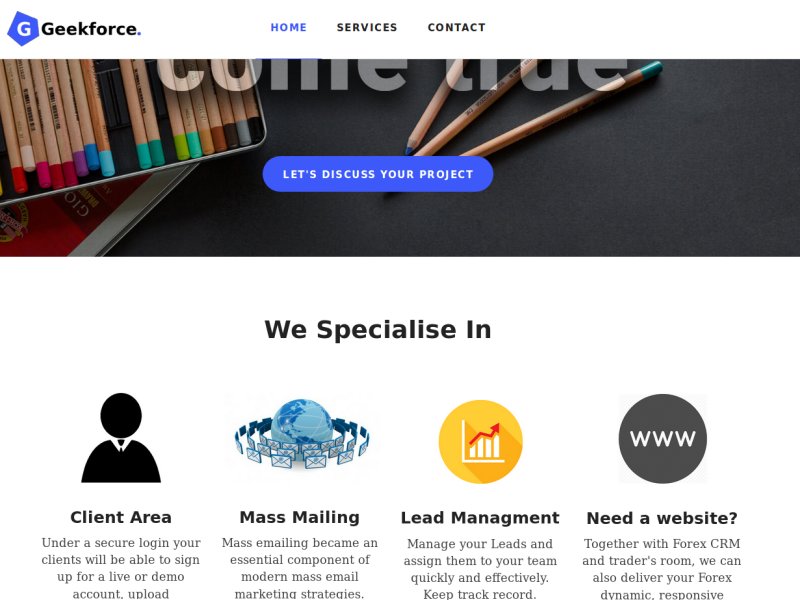 G Geekforce.
HOME SERVICES CONTACT
come true
LET'S DISCUSS YOUR PROJECT
We Specialise In
WWW
Client Area
Under a secure login your
clients will be able to sign
up for a live or demo
account, upload
Mass Mailing
Mass emailing became an
essential component of
modern mass email
marketing strategies.
Lead Managment
Manage your Leads and
assign them to your team
quickly and effectively.
Keep track record.
Need a website?
Together with Forex CRM
and trader's room, we can
also deliver your Forex
dynamic, responsive